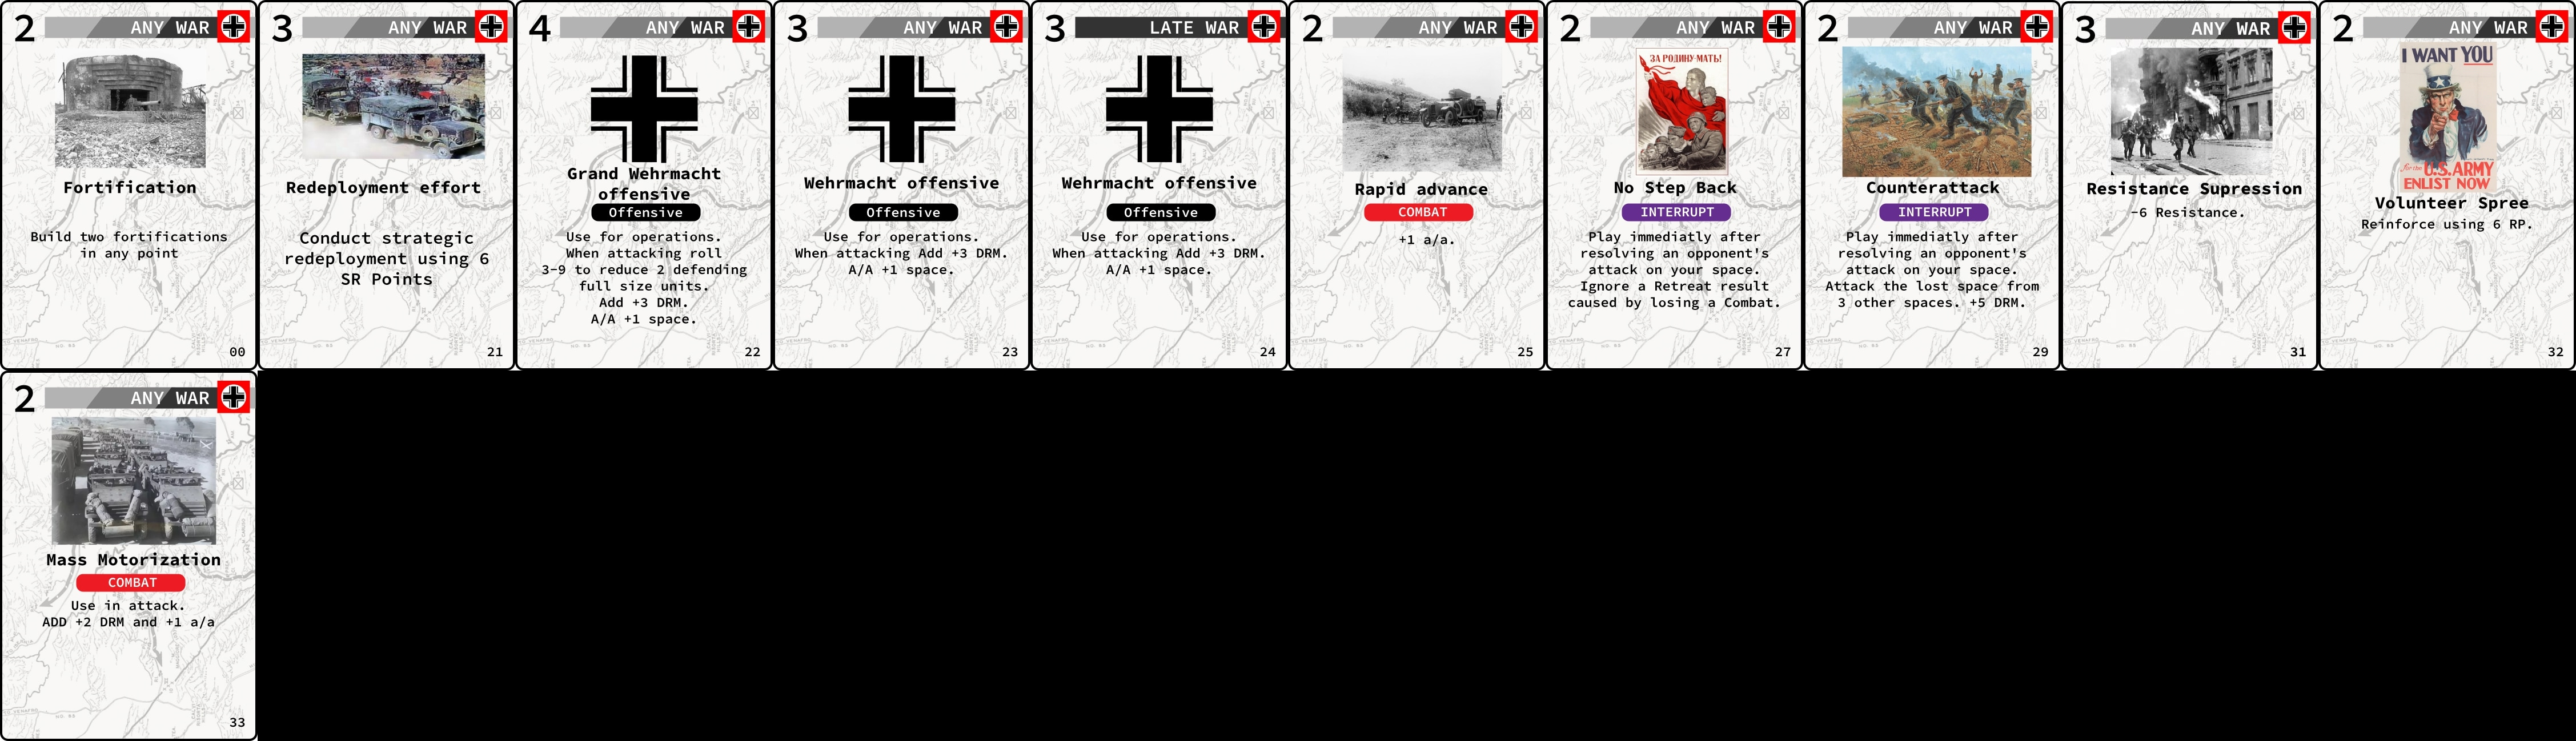 2
ANY WAR
Fortification
Build two fortifications
in any point
00
3
ANY WAR
Redeployment effort
Conduct strategic
redeployment using 6
SR Points
21
4
ANY WAR
Grand Wehrmacht
offensive
Offensive
Use for operations.
When attacking roll
3-9 to reduce 2 defending
full size units.
Add +3 DRM.
A/A +1 space.
22
3
ANY WAR
Wehrmacht offensive
Offensive
Use for operations.
When attacking Add +3 DRM.
A/A +1 space.
23
3
LATE WAR
Wehrmacht offensive
Offensive
Use for operations.
When attacking Add +3 DRM.
A/A +1 space.
24
2
ANY WAR
Rapid advance
COMBAT
+1 a/a.
25
2
ANY WAR
ЗА РОДИНУ-МАТЬ!
No Step Back
INTERRUPT
Play immediatly after
resolving an opponent's
attack on your space.
Ignore a Retreat result
caused by losing a Combat.
27
2
ANY WAR
Counterattack
INTERRUPT
Play immediatly after
resolving an opponent's
attack on your space.
Attack the lost space from
3 other spaces. +5 DRM.
29
3
ANY WAR
Resistance Supression
-6 Resistance.
31
2
ANY WAR
I WANT YOU
for the U.S. ARMY
ENLIST NOW
Volunteer Spree
Reinforce using 6 RP.
32
2
ANY WAR
Mass Motorization
COMBAT
Use in attack.
ADD +2 DRM and +1 a/a
33